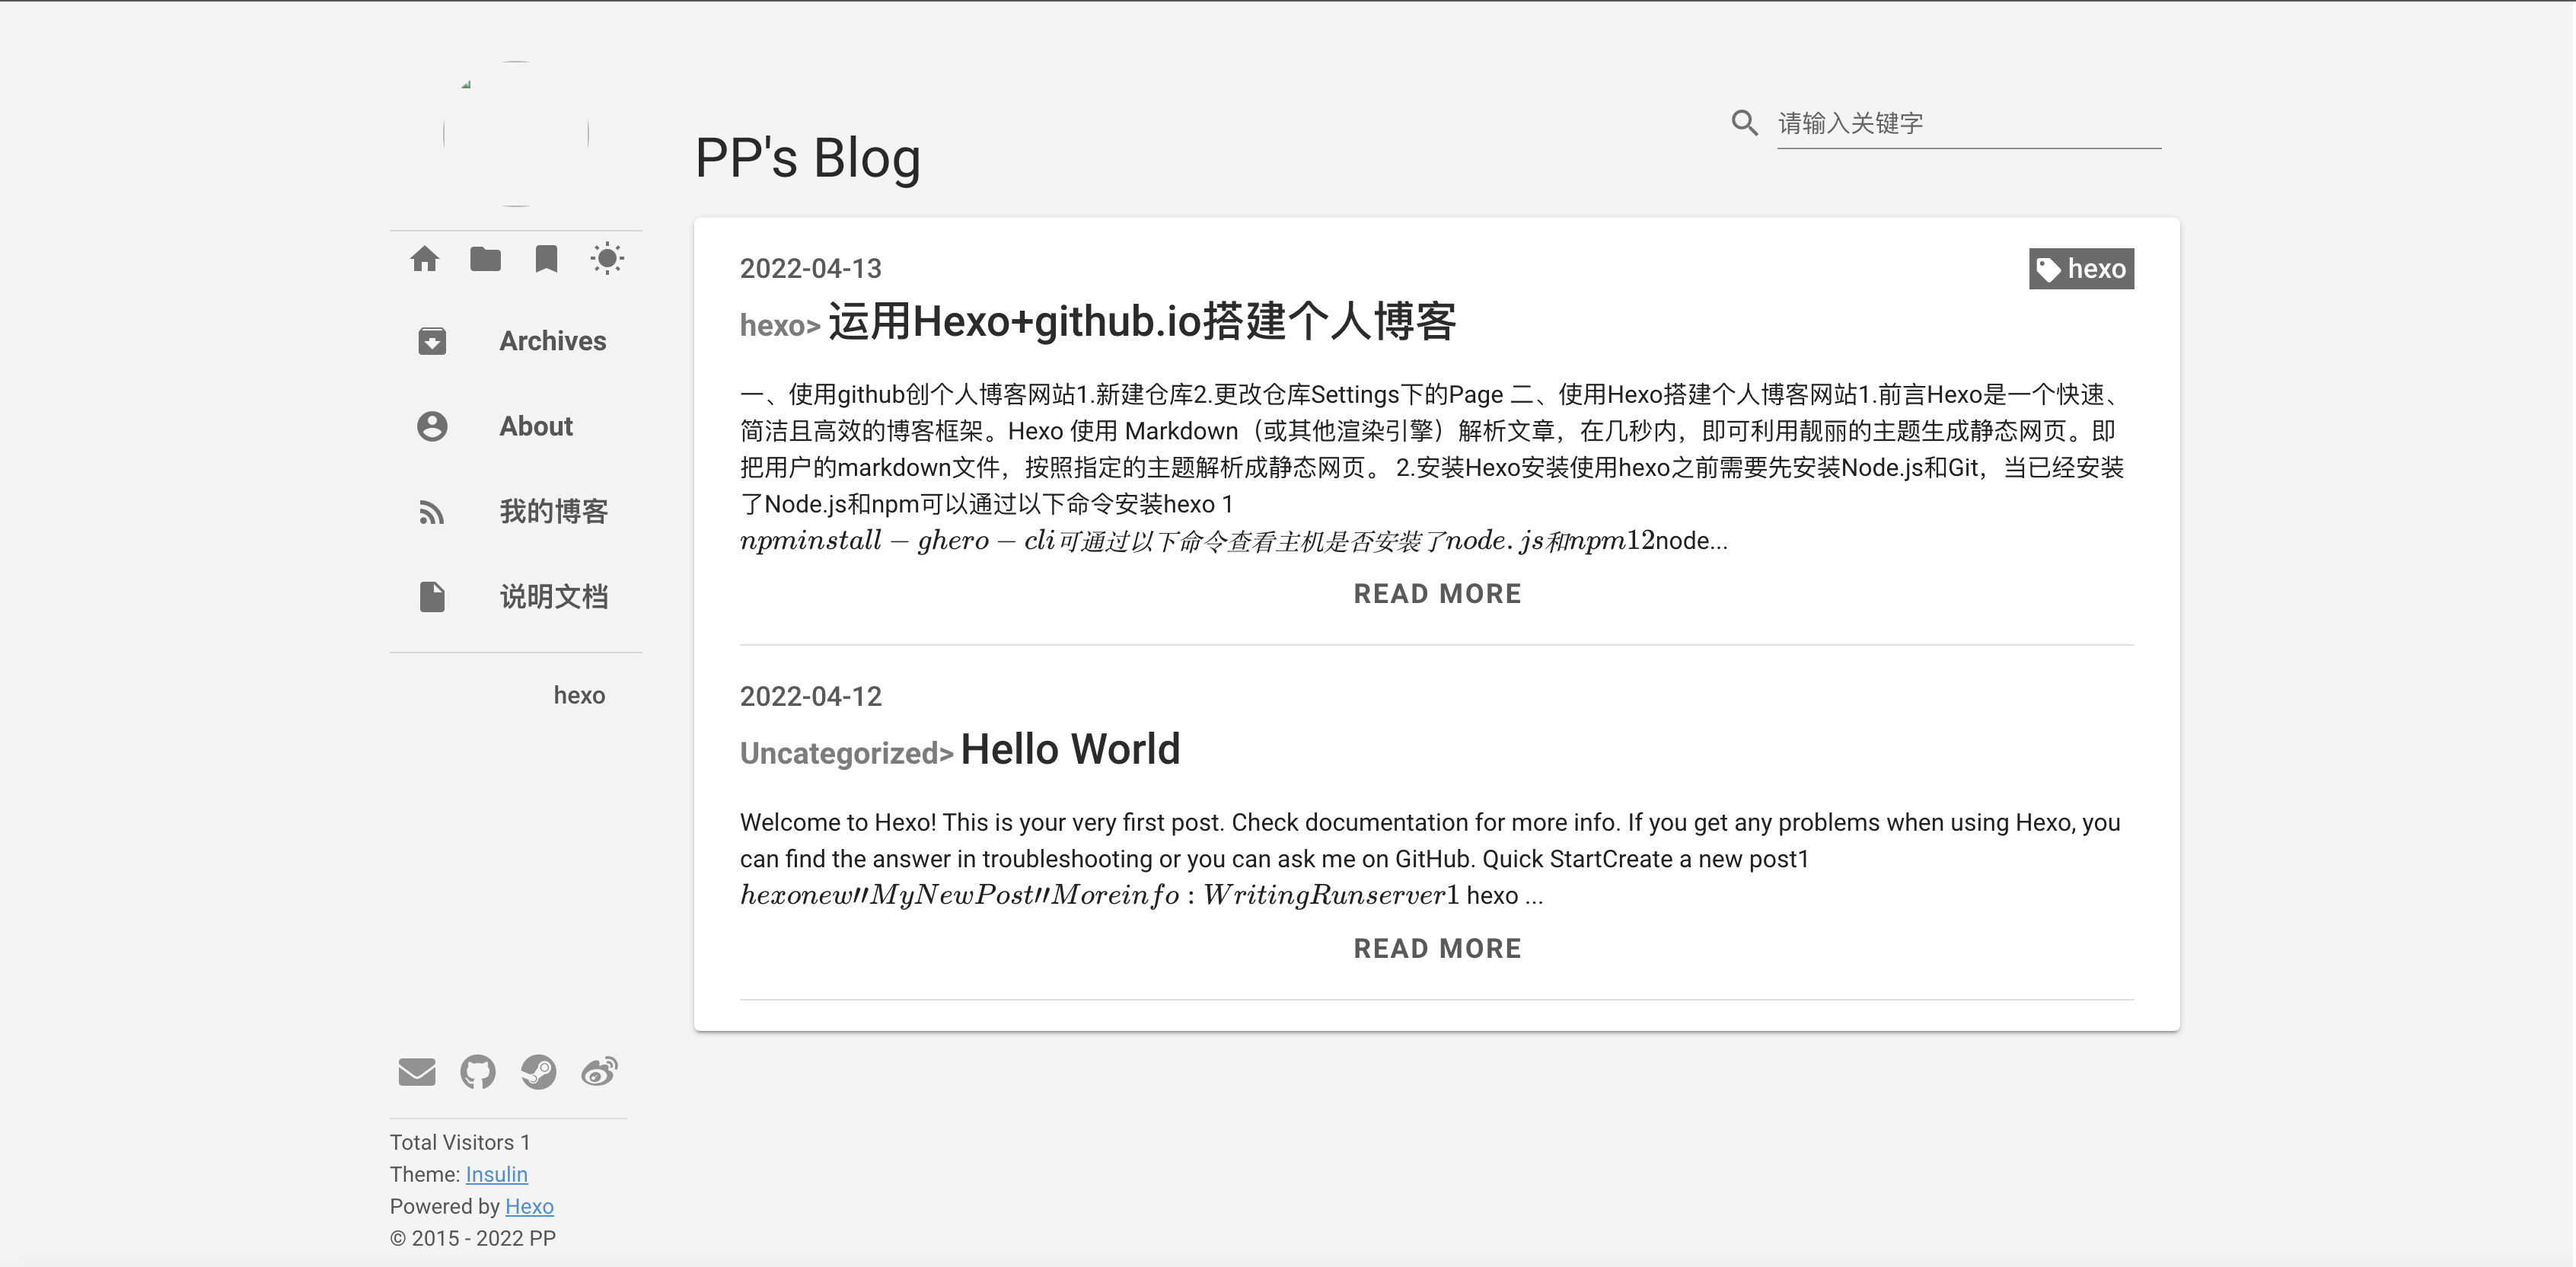 PP's Blog
请输入关键字
Archives
About
我的博客
说明文档
hexo
2022-04-13
hexo
hexo> 运用Hexo+github.io搭建个人博客
一、使用github创个人博客网站1.新建仓库2.更改仓库Settings下的Page 二、使用Hexo搭建个人博客网站1.前言Hexo是一个快速、
简洁且高效的博客框架。Hexo 使用 Markdown（或其他渲染引擎）解析文章，在几秒内，即可利用靓丽的主题生成静态网页。即
把用户的markdown文件，按照指定的主题解析成静态网页。 2.安装Hexo安装使用hexo之前需要先安装Node.js和Git，当已经安装
了Node.js和npm可以通过以下命令安装hexo 1
npminstall − ghero − cli可通过以下命令查看主机是否安装了node. js和npm12node...
READ MORE
2022-04-12
Uncategorized> Hello World
Welcome to Hexo! This is your very first post. Check documentation for more info. If you get any problems when using Hexo, you
can find the answer in troubleshooting or you can ask me on GitHub. Quick StartCreate a new post1
hexonew″MyNewPost″Moreinfo : WritingRunserver1 hexo ...
READ MORE
Total Visitors 1
Theme: Insulin
Powered by Hexo
© 2015 - 2022 PP